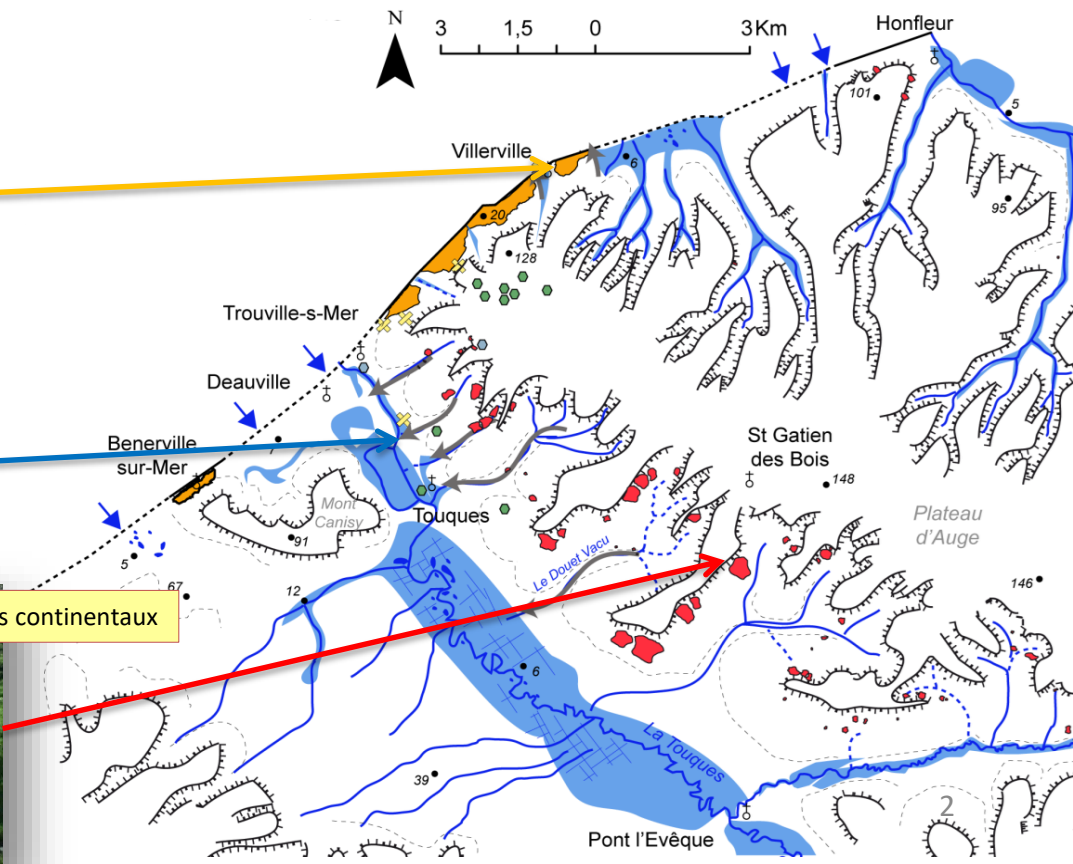 N
3 1,5 0 3 Km
Honfleur
101
5
Villerville
6
95
20
128
Trouville-s-Mer
Deauville
7
Benerville
sur-Mer
St Gatien
des Bois
148
Mont
Canisy
91
Touques
Plateau
d'Auge
Le Douet Vacu
5
67
12
146
s continentaux
6
La Touques
39
2
Pont l'Evêque